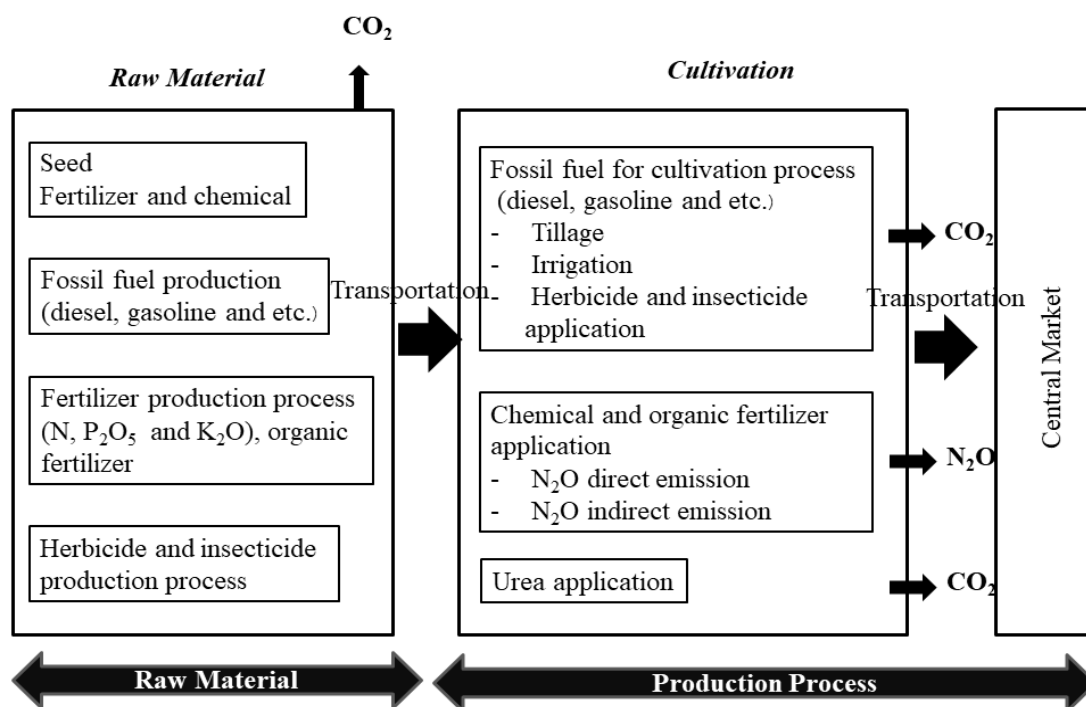 CO₂
Raw Material
Cultivation
Seed
Fertilizer and chemical
Fossil fuel production
(diesel, gasoline and etc.)
Fertilizer production process
(N, P₂O₅ and K₂O), organic
fertilizer
Herbicide and insecticide
production process
Transportation
Fossil fuel for cultivation process
(diesel, gasoline and etc.)
- Tillage
- Irrigation
- Herbicide and insecticide
application
Chemical and organic fertilizer
application
- N₂O direct emission
- N₂O indirect emission
Urea application
CO₂
Transportation
N₂O
CO₂
Central Market
Raw Material
Production Process